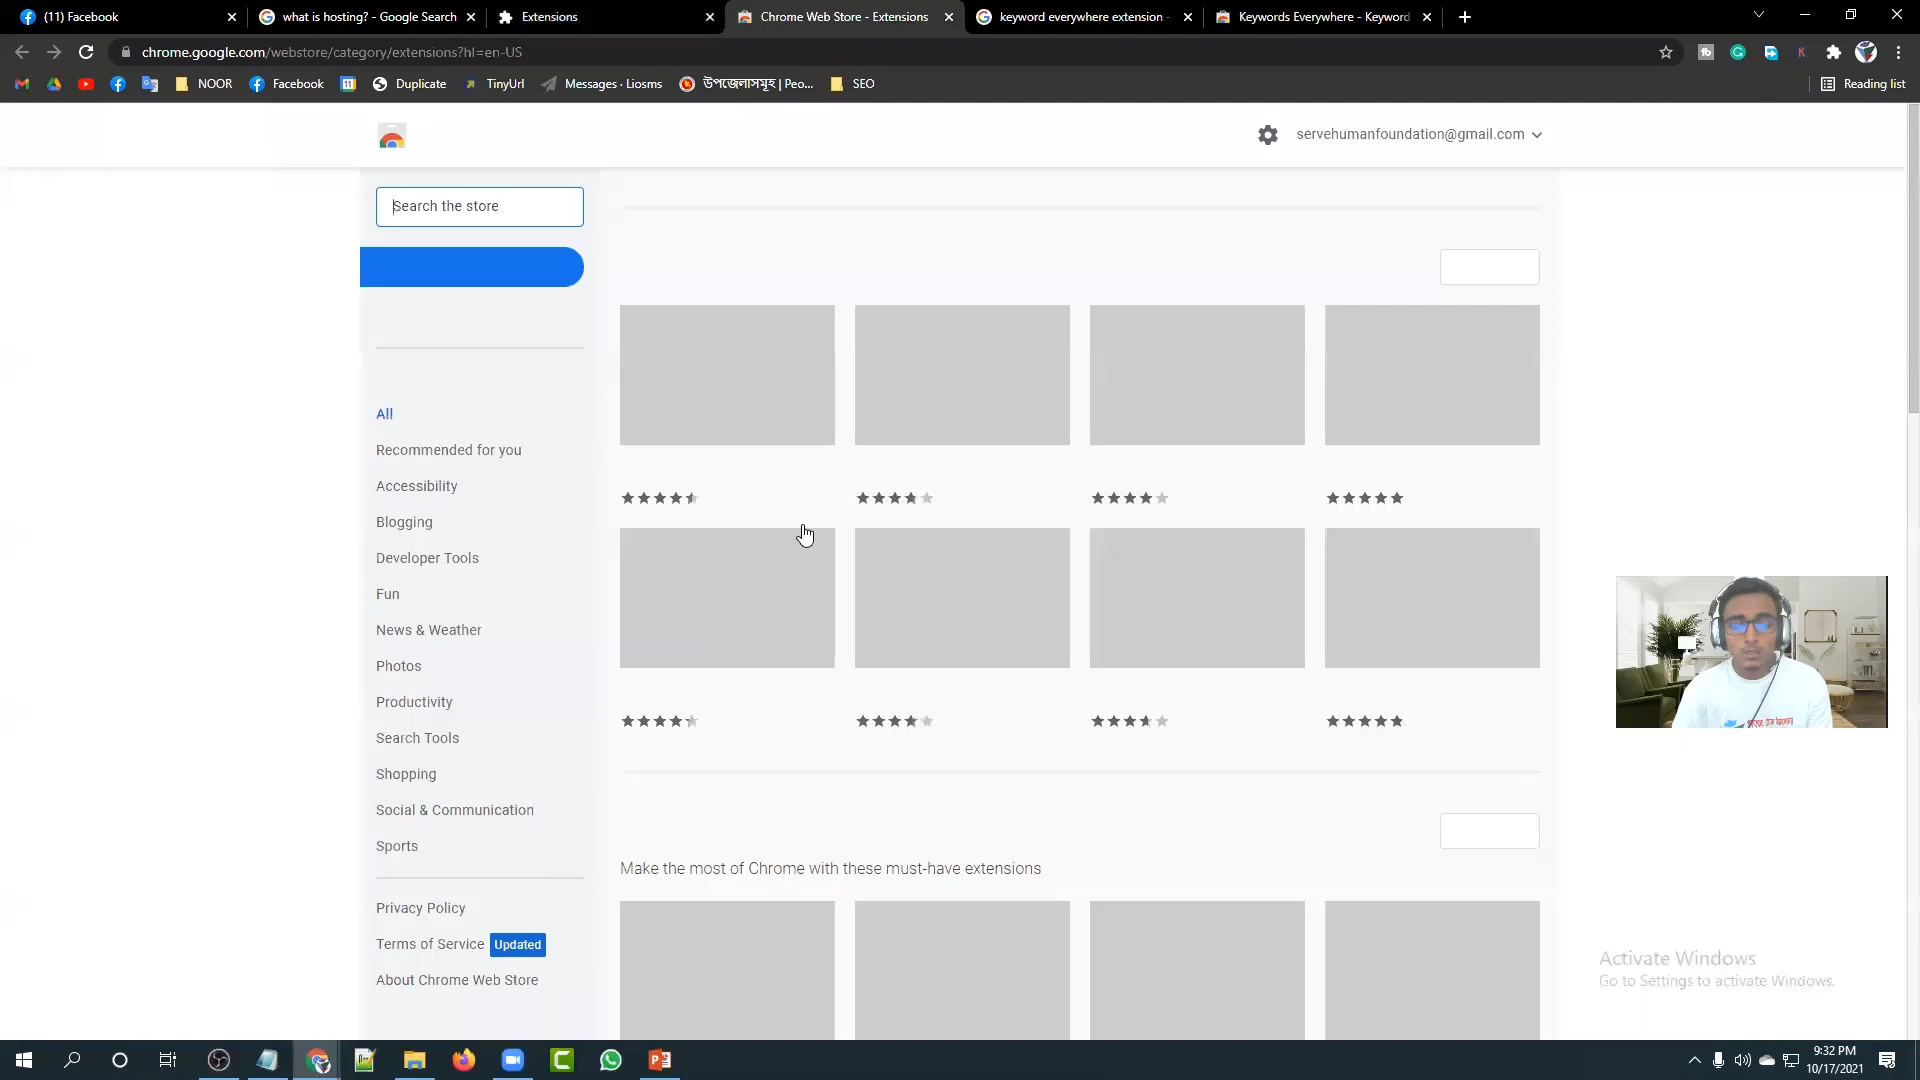 (11) Facebook
what is hosting? - Google Search
Extensions
Chrome Web Store - Extensions
keyword everywhere extension -
Keywords Everywhere - Keyword
chrome.google.com/webstore/category/extensions?hl=en-US
NOOR
Facebook
Duplicate
TinyUrl
Messages · Liosms
উপজেলাসমূহ | Peo...
SEO
Reading list
servehumanfoundation@gmail.com
Search the store
All
Recommended for you
Accessibility
Blogging
Developer Tools
Fun
News & Weather
Photos
Productivity
Search Tools
Shopping
Social & Communication
Sports
Privacy Policy
Terms of Service Updated
About Chrome Web Store
Make the most of Chrome with these must-have extensions
Activate Windows
Go to Settings to activate Windows.
9:32 PM
10/17/2021